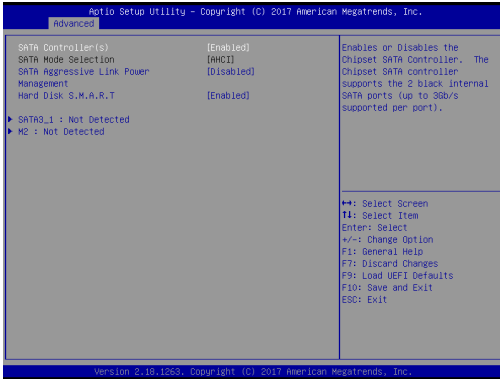 Aptio Setup Utility – Copyright (C) 2017 American Megatrends, Inc.
Advanced
SATA Controller(s) [Enabled]
SATA Mode Selection [AHCI]
SATA Aggressive Link Power [Disabled]
Management
Hard Disk S.M.A.R.T [Enabled]
SATA3_1 : Not Detected
M2 : Not Detected
Enables or Disables the
Chipset SATA Controller. The
Chipset SATA controller
supports the 2 black internal
SATA ports (up to 3Gb/s
supported per port).
↔: Select Screen
↑↓: Select Item
Enter: Select
+/-: Change Option
F1: General Help
F7: Discard Changes
F9: Load UEFI Defaults
F10: Save and Exit
ESC: Exit
Version 2.18.1263. Copyright (C) 2017 American Megatrends, Inc.